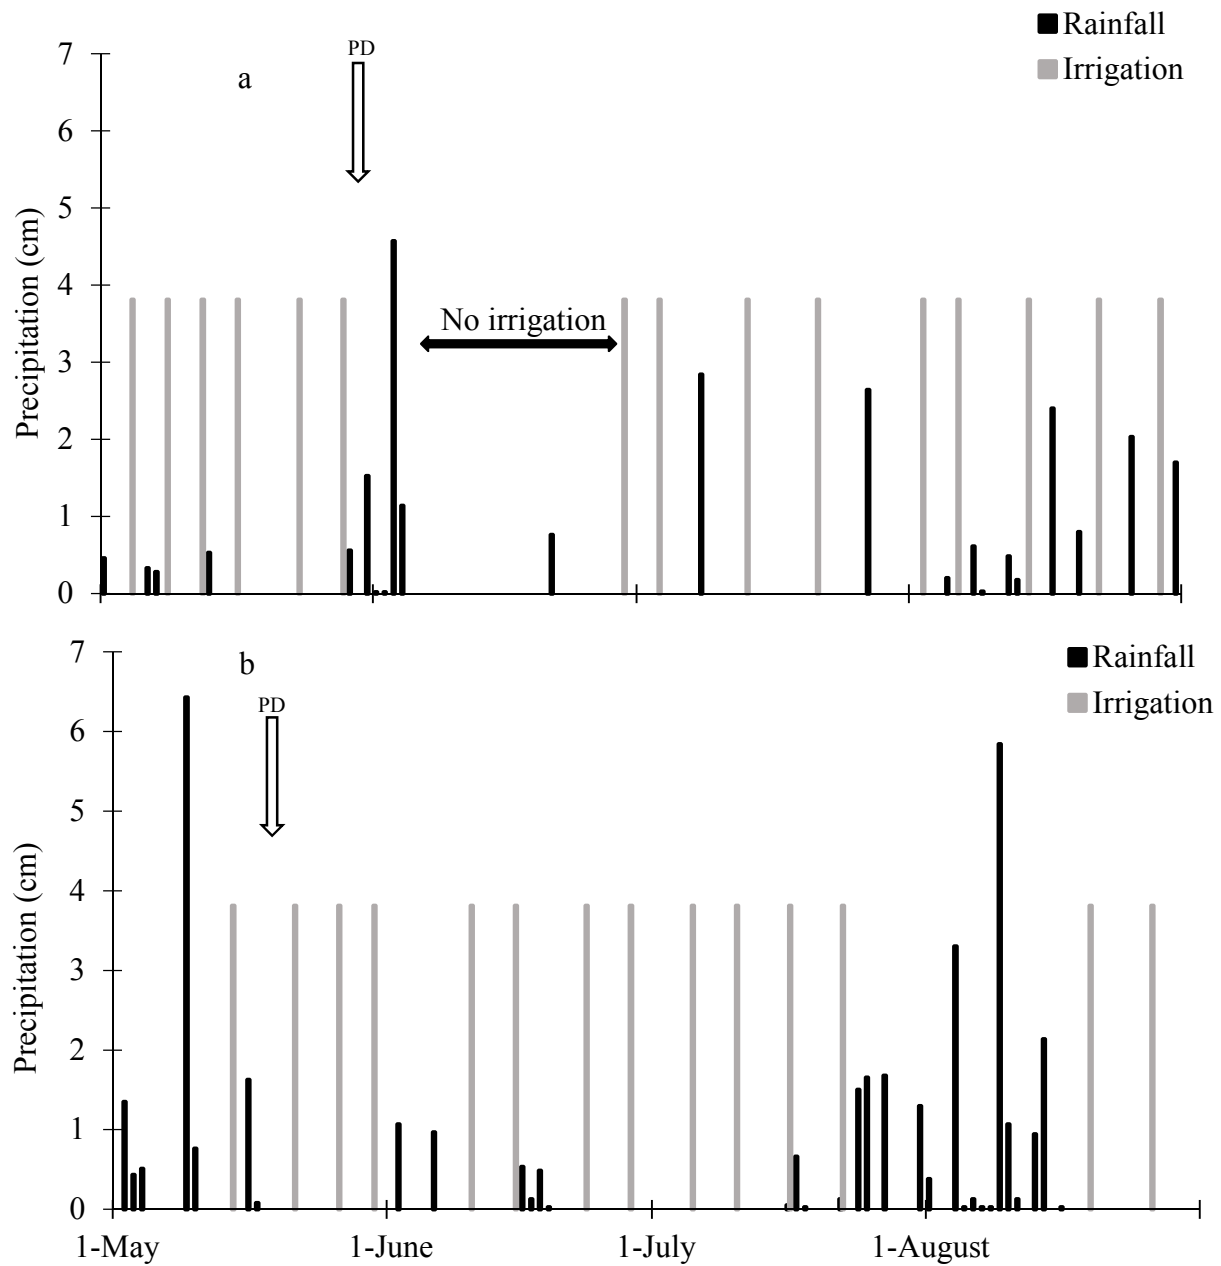 Rainfall
Irrigation
PD
a
7
6
5
4
3
2
1
0
Precipitation (cm)
No irrigation
Rainfall
Irrigation
b
PD
7
6
5
4
3
2
1
0
Precipitation (cm)
1-May 1-June 1-July 1-August